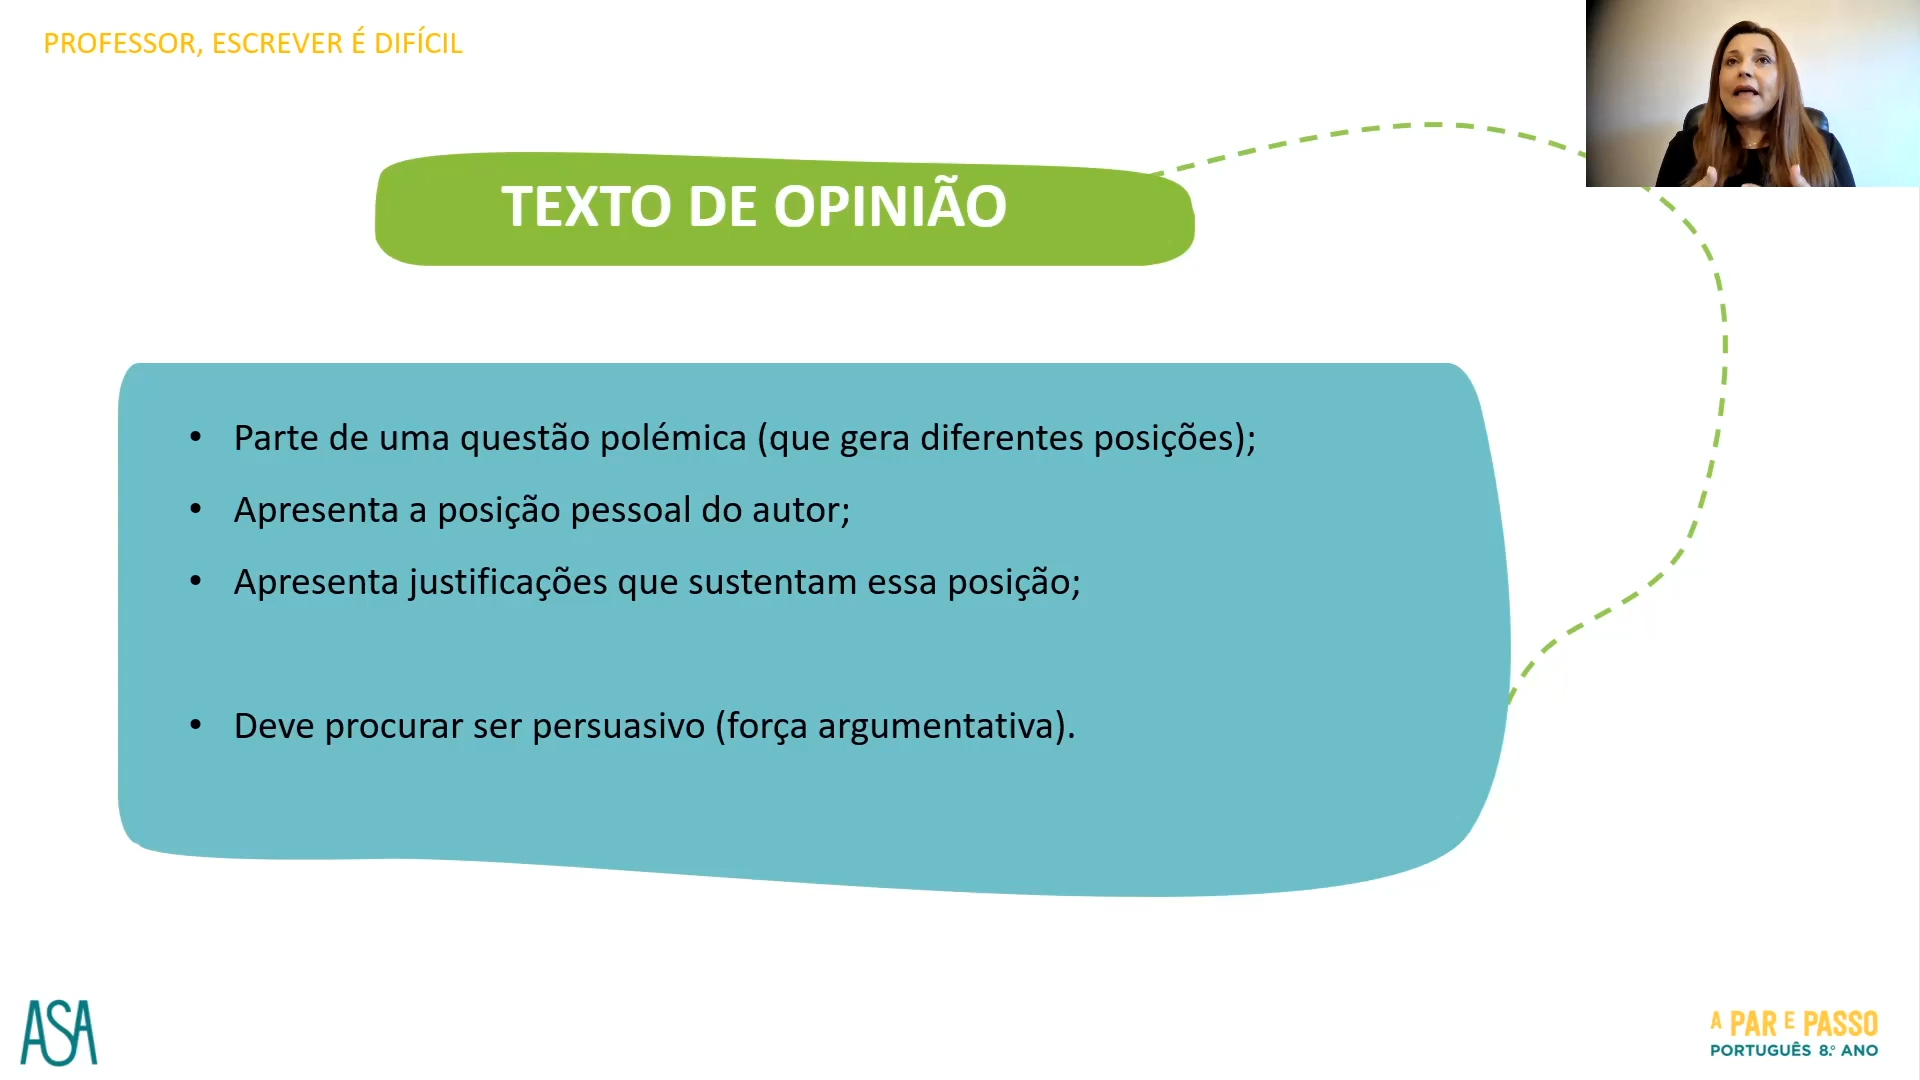 PROFESSOR, ESCREVER É DIFÍCIL
TEXTO DE OPINIÃO
• Parte de uma questão polémica (que gera diferentes posições);
• Apresenta a posição pessoal do autor;
• Apresenta justificações que sustentam essa posição;
• Deve procurar ser persuasivo (força argumentativa).
ASA
A PAR E PASSO
PORTUGUÊS 8.º ANO